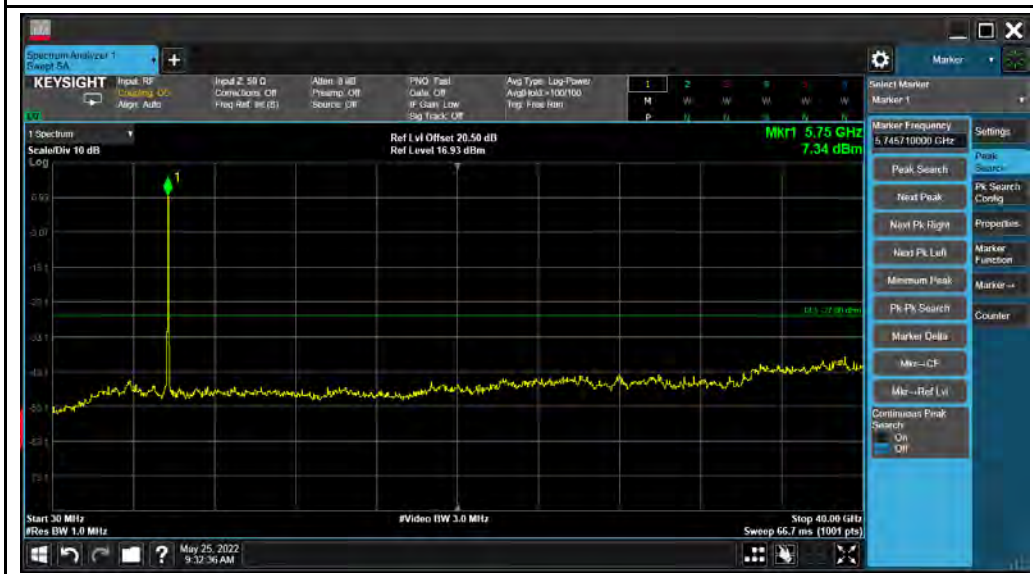 Spectrum Analyzer 1
Swept SA
+
Marker
KEYSIGHT
Input: RF
Coupling: DC
Align: Auto
Input Z: 50 Ω
Corrections: Off
Freq Ref: Int (S)
Atten: 8 dB
Preamp: Off
Source: Off
PNO: Fast
Gate: Off
IF Gain: Low
Sig Track: Off
Avg Type: Log-Power
Avg|Hold:>100/100
Trig: Free Run
1 2 3 4 5 6
M W W W W W
P N N N N N
Select Marker
Marker 1
1 Spectrum
Scale/Div 10 dB
Log
Ref Lvl Offset 20.50 dB
Ref Level 16.93 dBm
Mkr1 5.75 GHz
7.34 dBm
1
Marker Frequency
5.745710000 GHz
Peak Search
Next Peak
Next Pk Right
Next Pk Left
Minimum Peak
Pk-Pk Search
Marker Delta
Mkr→CF
Mkr→Ref Lvl
Continuous Peak
Search
On
Off
Settings
Peak
Search
Pk Search
Config
Properties
Marker
Function
Marker→
Counter
Start 30 MHz
#Res BW 1.0 MHz
#Video BW 3.0 MHz
Stop 40.00 GHz
Sweep 66.7 ms (1001 pts)
?
May 25, 2022
9:32:36 AM